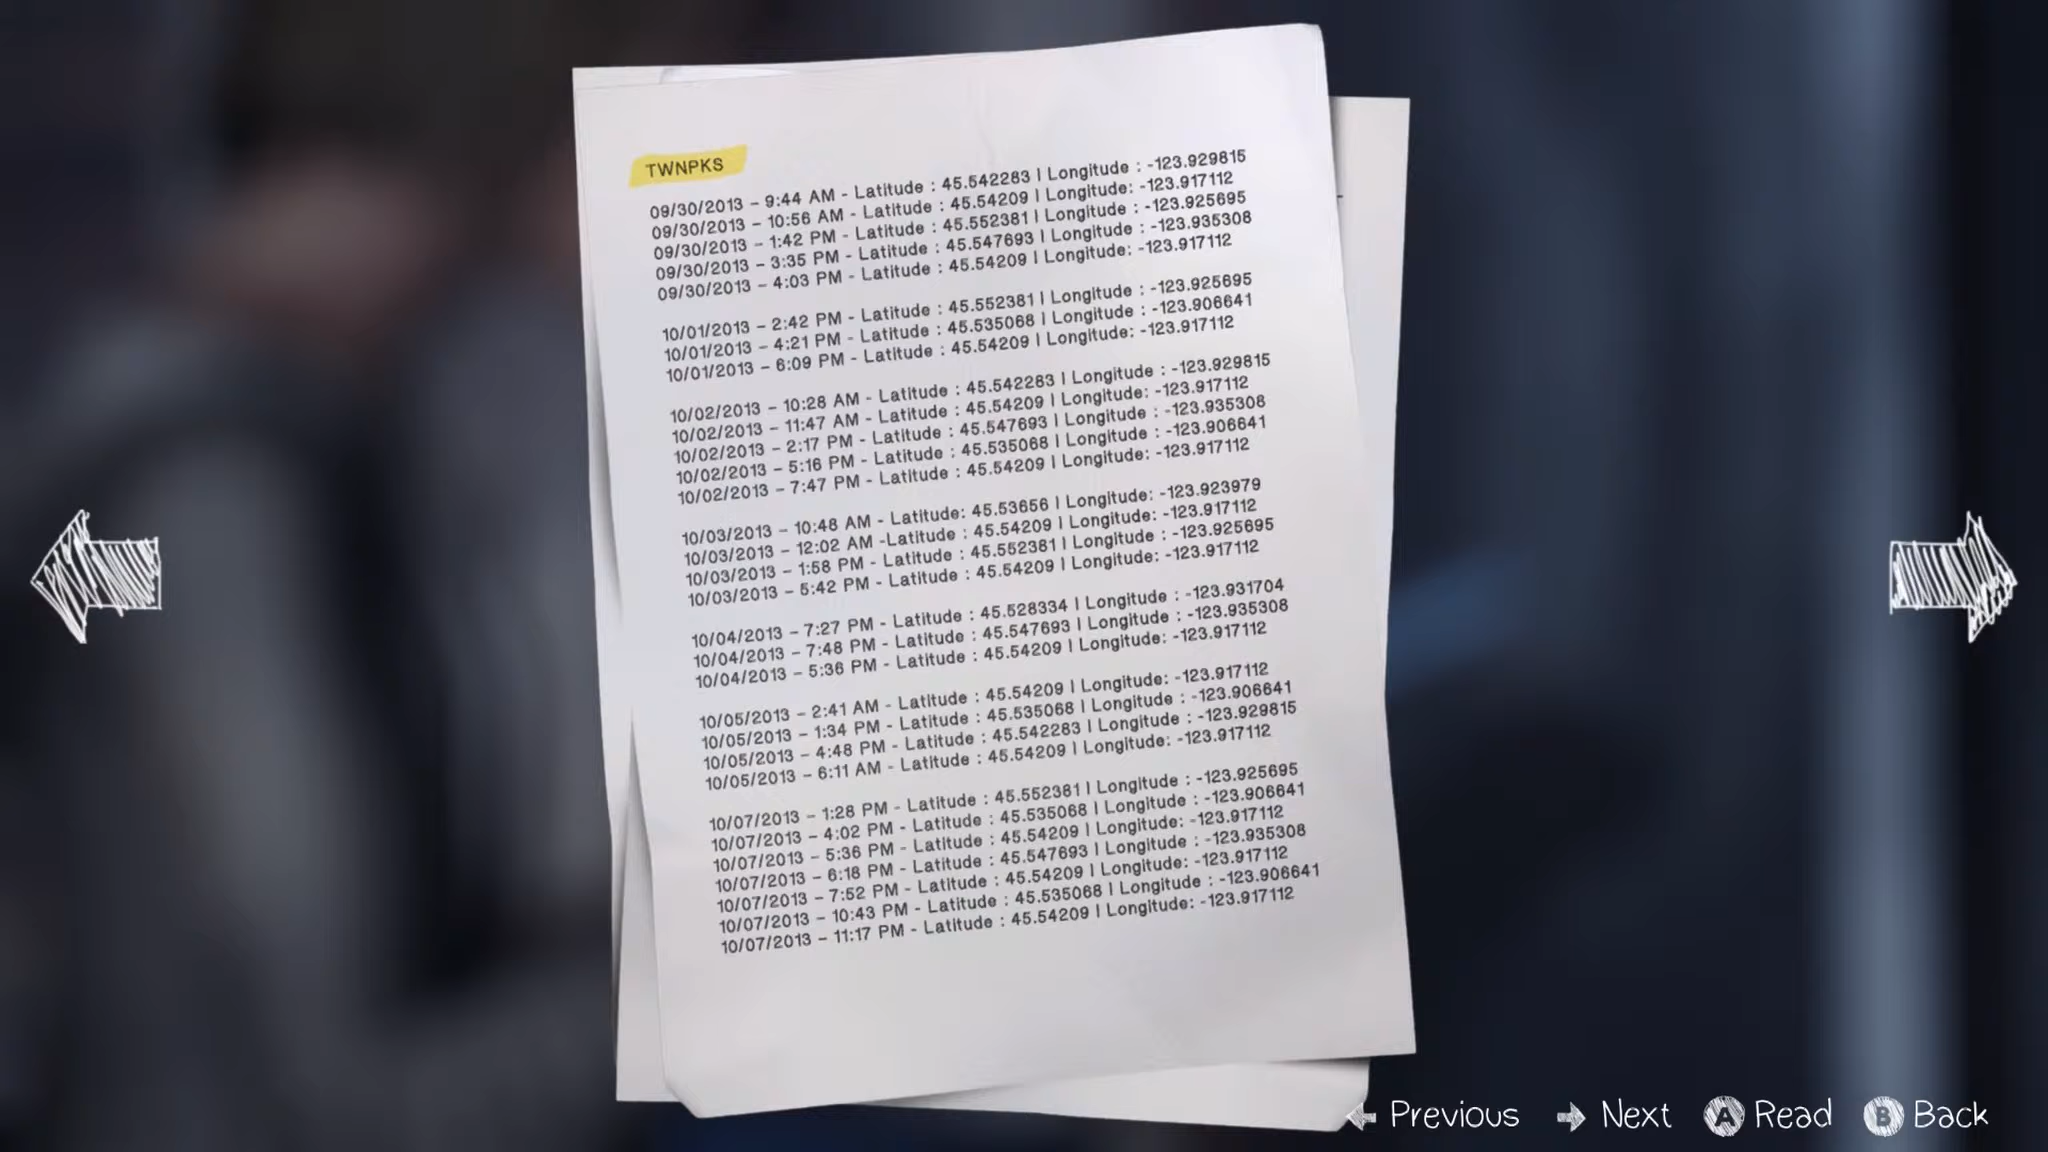 TWNPKS
09/30/2013 – 9:44 AM - Latitude : 45.542283 | Longitude : -123.929815
09/30/2013 – 10:56 AM - Latitude : 45.54209 | Longitude: -123.917112
09/30/2013 – 1:42 PM - Latitude : 45.552381 | Longitude : -123.925695
09/30/2013 – 3:35 PM - Latitude : 45.547693 | Longitude : -123.935308
09/30/2013 – 4:03 PM - Latitude : 45.54209 | Longitude: -123.917112
10/01/2013 – 2:42 PM - Latitude : 45.552381 | Longitude : -123.925695
10/01/2013 – 4:21 PM - Latitude : 45.535068 | Longitude : -123.906641
10/01/2013 – 6:09 PM - Latitude : 45.54209 | Longitude: -123.917112
10/02/2013 – 10:28 AM - Latitude : 45.542283 | Longitude : -123.929815
10/02/2013 – 11:47 AM - Latitude : 45.54209 | Longitude: -123.917112
10/02/2013 – 2:17 PM - Latitude : 45.547693 | Longitude : -123.935308
10/02/2013 – 5:16 PM - Latitude : 45.535068 | Longitude : -123.906641
10/02/2013 – 7:47 PM - Latitude : 45.54209 | Longitude: -123.917112
10/03/2013 – 10:48 AM - Latitude: 45.53656 | Longitude: -123.923979
10/03/2013 – 12:02 AM -Latitude : 45.54209 | Longitude: -123.917112
10/03/2013 – 1:58 PM - Latitude : 45.552381 | Longitude : -123.925695
10/03/2013 – 5:42 PM - Latitude : 45.54209 | Longitude: -123.917112
10/04/2013 – 7:27 PM - Latitude : 45.528334 | Longitude : -123.931704
10/04/2013 – 7:48 PM - Latitude : 45.547693 | Longitude : -123.935308
10/04/2013 – 5:36 PM - Latitude : 45.54209 | Longitude: -123.917112
10/05/2013 – 2:41 AM - Latitude : 45.54209 | Longitude: -123.917112
10/05/2013 – 1:34 PM - Latitude : 45.535068 | Longitude : -123.906641
10/05/2013 – 4:48 PM - Latitude : 45.542283 | Longitude : -123.929815
10/05/2013 – 6:11 AM - Latitude : 45.54209 | Longitude: -123.917112
10/07/2013 – 1:28 PM - Latitude : 45.552381 | Longitude : -123.925695
10/07/2013 – 4:02 PM - Latitude : 45.535068 | Longitude : -123.906641
10/07/2013 – 5:36 PM - Latitude : 45.54209 | Longitude: -123.917112
10/07/2013 – 6:18 PM - Latitude : 45.547693 | Longitude : -123.935308
10/07/2013 – 7:52 PM - Latitude : 45.54209 | Longitude: -123.917112
10/07/2013 – 10:43 PM - Latitude : 45.535068 | Longitude : -123.906641
10/07/2013 – 11:17 PM - Latitude : 45.54209 | Longitude: -123.917112
Previous Next A Read B Back